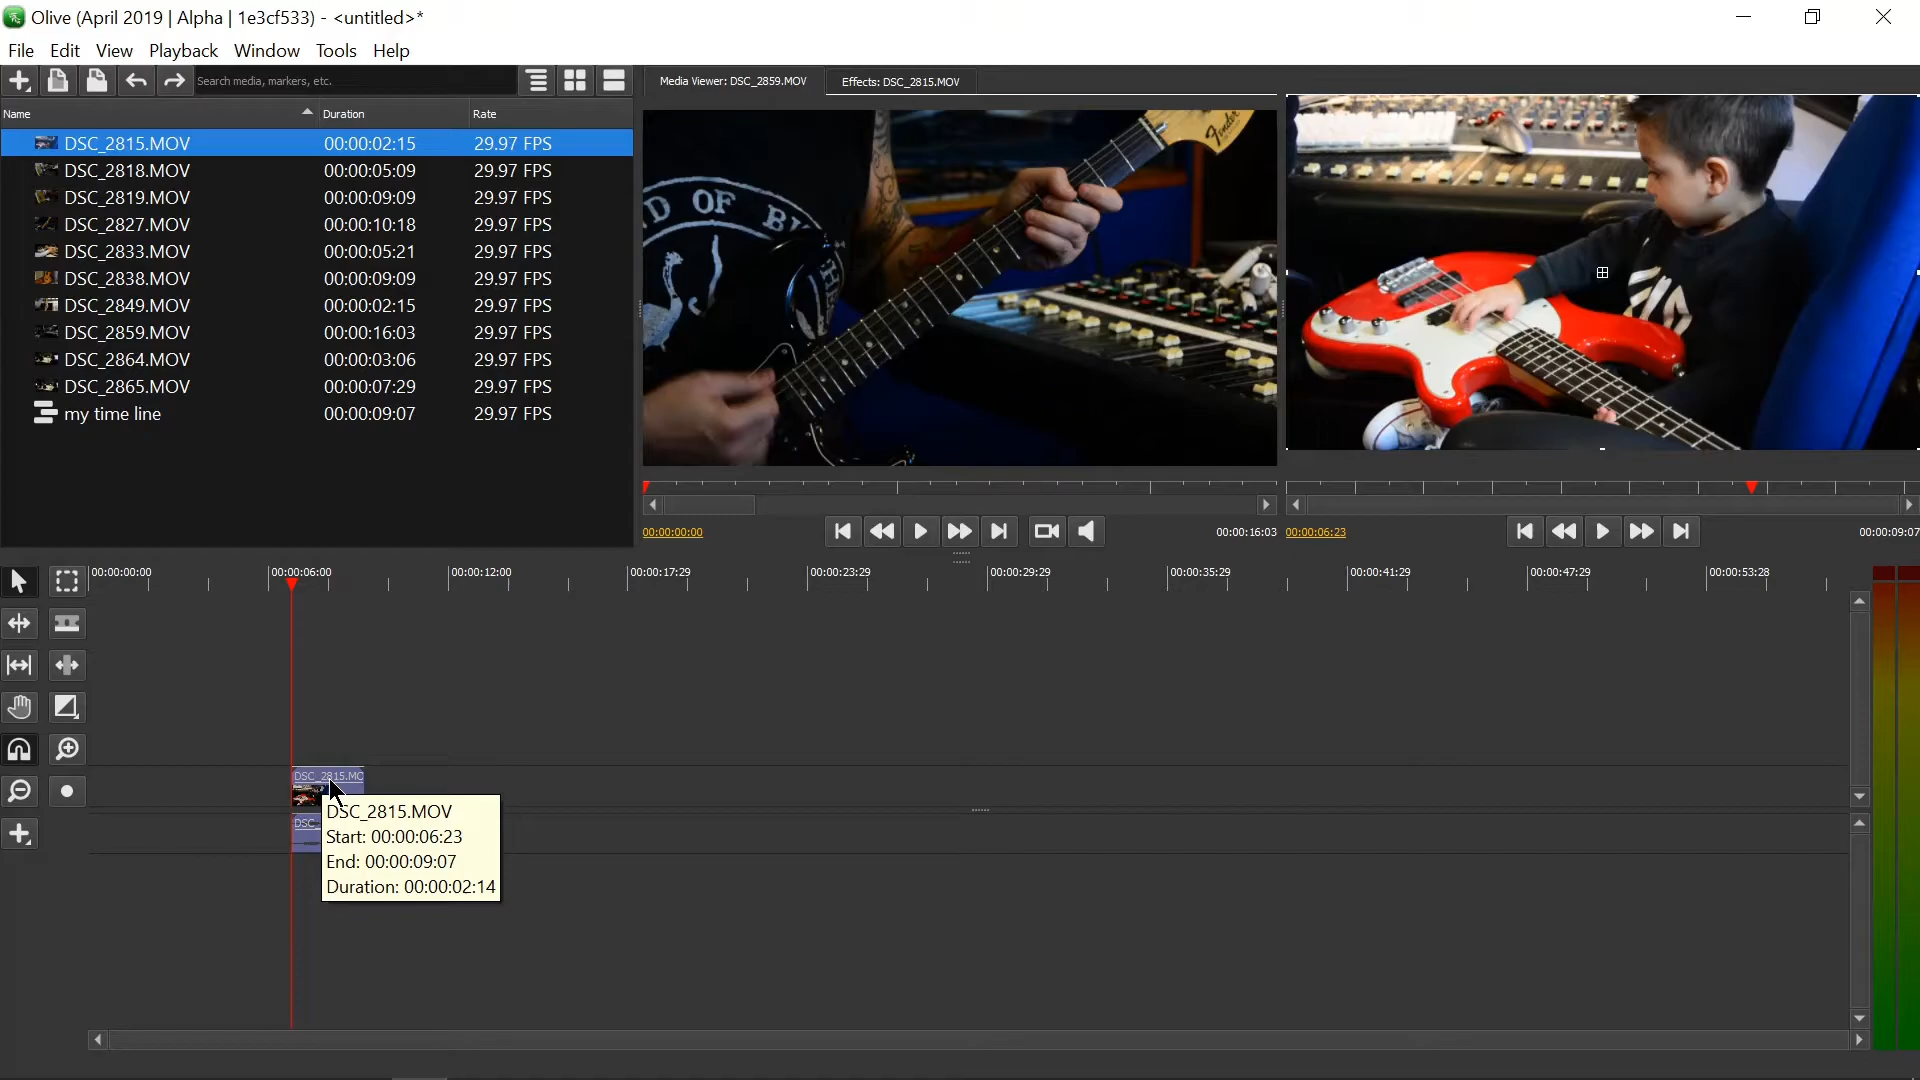 Olive (April 2019 | Alpha | 1e3cf533) - <untitled>*
File Edit View Playback Window Tools Help
Search media, markers, etc.
Media Viewer: DSC_2859.MOV
Effects: DSC_2815.MOV
Name Duration Rate
DSC_2815.MOV 00:00:02:15 29.97 FPS
DSC_2818.MOV 00:00:05:09 29.97 FPS
DSC_2819.MOV 00:00:09:09 29.97 FPS
DSC_2827.MOV 00:00:10:18 29.97 FPS
DSC_2833.MOV 00:00:05:21 29.97 FPS
DSC_2838.MOV 00:00:09:09 29.97 FPS
DSC_2849.MOV 00:00:02:15 29.97 FPS
DSC_2859.MOV 00:00:16:03 29.97 FPS
DSC_2864.MOV 00:00:03:06 29.97 FPS
DSC_2865.MOV 00:00:07:29 29.97 FPS
my time line 00:00:09:07 29.97 FPS
Fender
D OF BU
THE
00:00:00:00 00:00:16:03
00:00:06:23 00:00:09:07
00:00:00:00 00:00:06:00 00:00:12:00 00:00:17:29 00:00:23:29 00:00:29:29 00:00:35:29 00:00:41:29 00:00:47:29 00:00:53:28
DSC_2815.MO
DSC_
DSC_2815.MOV
Start: 00:00:06:23
End: 00:00:09:07
Duration: 00:00:02:14